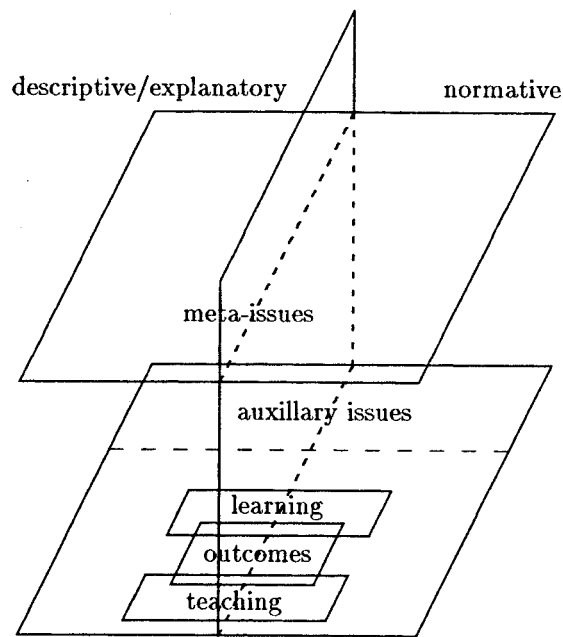 descriptive/explanatory normative
meta-issues
auxillary issues
learning
outcomes
teaching